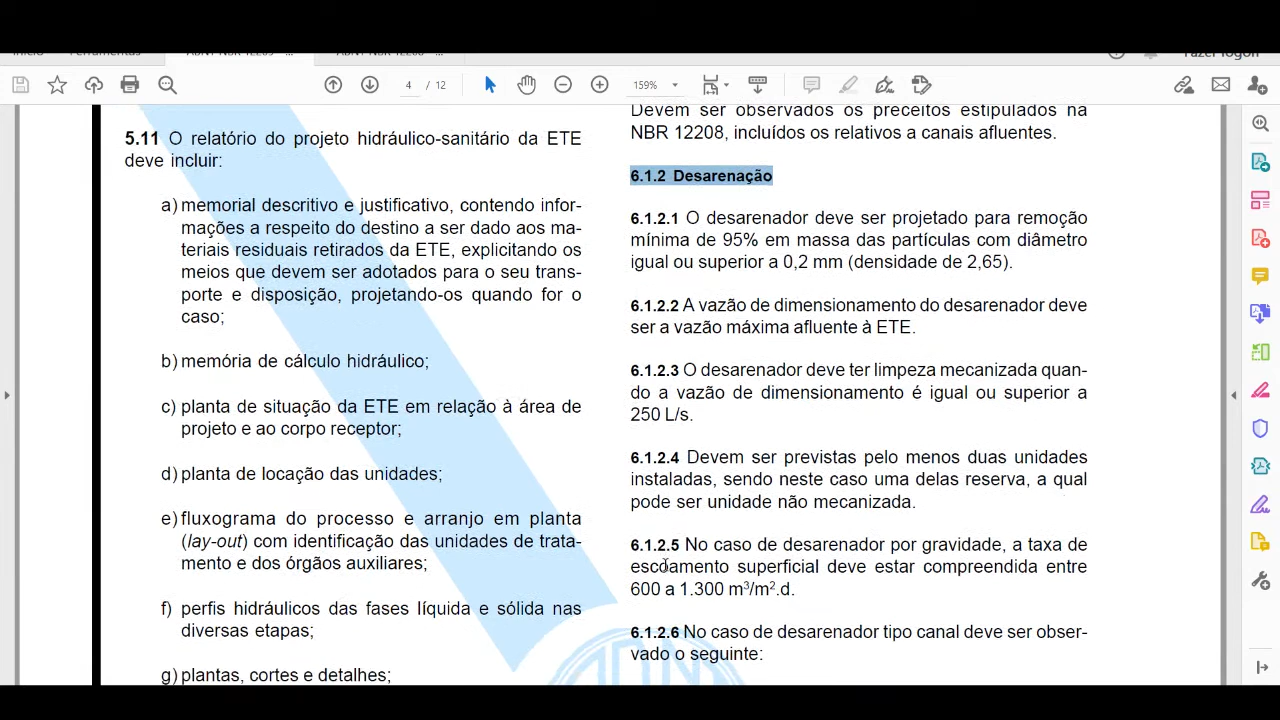 4 / 12
159%
5.11 O relatório do projeto hidráulico-sanitário da ETE
deve incluir:
a) memorial descritivo e justificativo, contendo infor-
mações a respeito do destino a ser dado aos ma-
teriais residuais retirados da ETE, explicitando os
meios que devem ser adotados para o seu trans-
porte e disposição, projetando-os quando for o
caso;
b) memória de cálculo hidráulico;
c) planta de situação da ETE em relação à área de
projeto e ao corpo receptor;
d) planta de locação das unidades;
e) fluxograma do processo e arranjo em planta
(lay-out) com identificação das unidades de trata-
mento e dos órgãos auxiliares;
f) perfis hidráulicos das fases líquida e sólida nas
diversas etapas;
g) plantas, cortes e detalhes;
Devem ser observados os preceitos estipulados na
NBR 12208, incluídos os relativos a canais afluentes.
6.1.2 Desarenação
6.1.2.1 O desarenador deve ser projetado para remoção
mínima de 95% em massa das partículas com diâmetro
igual ou superior a 0,2 mm (densidade de 2,65).
6.1.2.2 A vazão de dimensionamento do desarenador deve
ser a vazão máxima afluente à ETE.
6.1.2.3 O desarenador deve ter limpeza mecanizada quan-
do a vazão de dimensionamento é igual ou superior a
250 L/s.
6.1.2.4 Devem ser previstas pelo menos duas unidades
instaladas, sendo neste caso uma delas reserva, a qual
pode ser unidade não mecanizada.
6.1.2.5 No caso de desarenador por gravidade, a taxa de
escoamento superficial deve estar compreendida entre
600 a 1.300 m³/m².d.
6.1.2.6 No caso de desarenador tipo canal deve ser obser-
vado o seguinte: